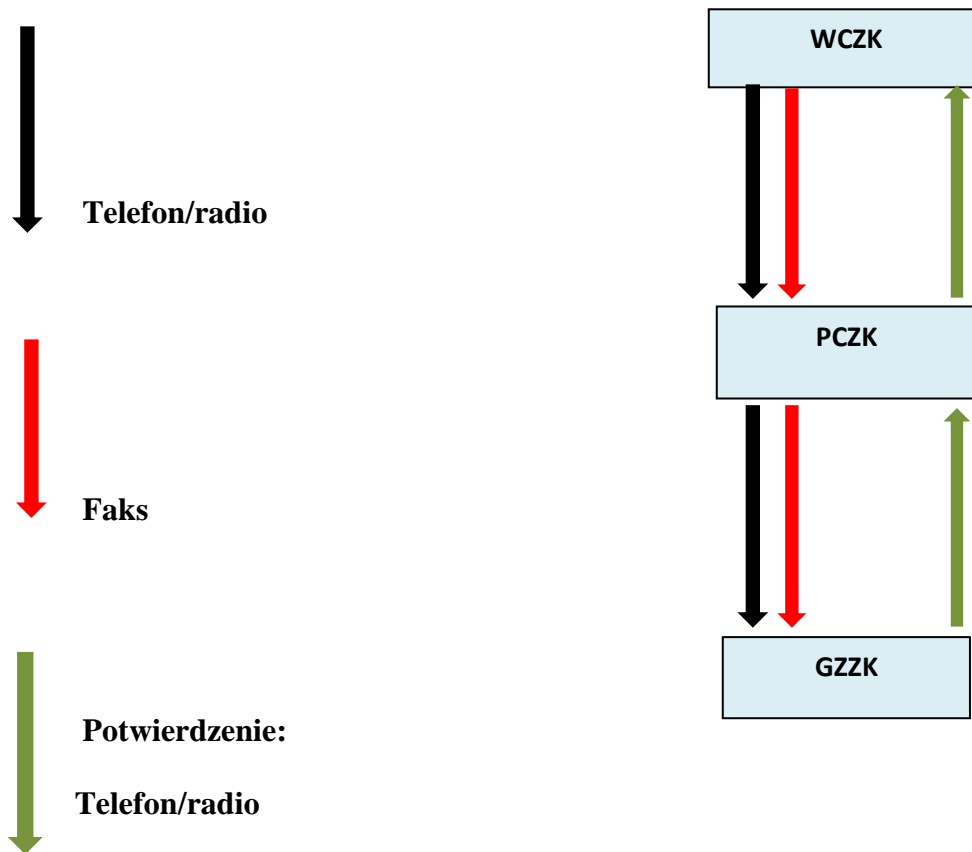 WCZK
Telefon/radio
PCZK
Faks
GZZK
Potwierdzenie:
Telefon/radio